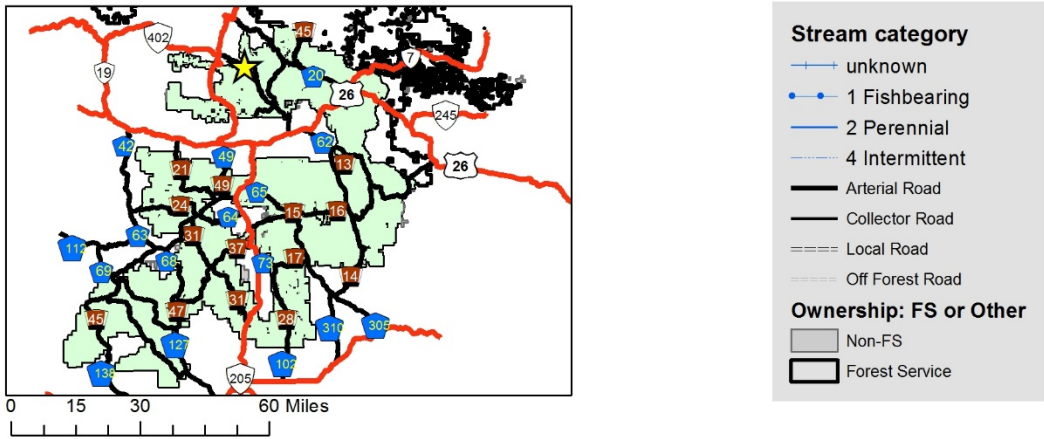 402
45
19
7
20
26
245
42
62
49
26
21
13
49
65
24
64
15
16
63
31
112
37
68
73
17
69
14
31
45
47
28
310
305
127
102
138
205
0 15 30 60 Miles
Stream category
unknown
1 Fishbearing
2 Perennial
4 Intermittent
Arterial Road
Collector Road
Local Road
Off Forest Road
Ownership: FS or Other
Non-FS
Forest Service